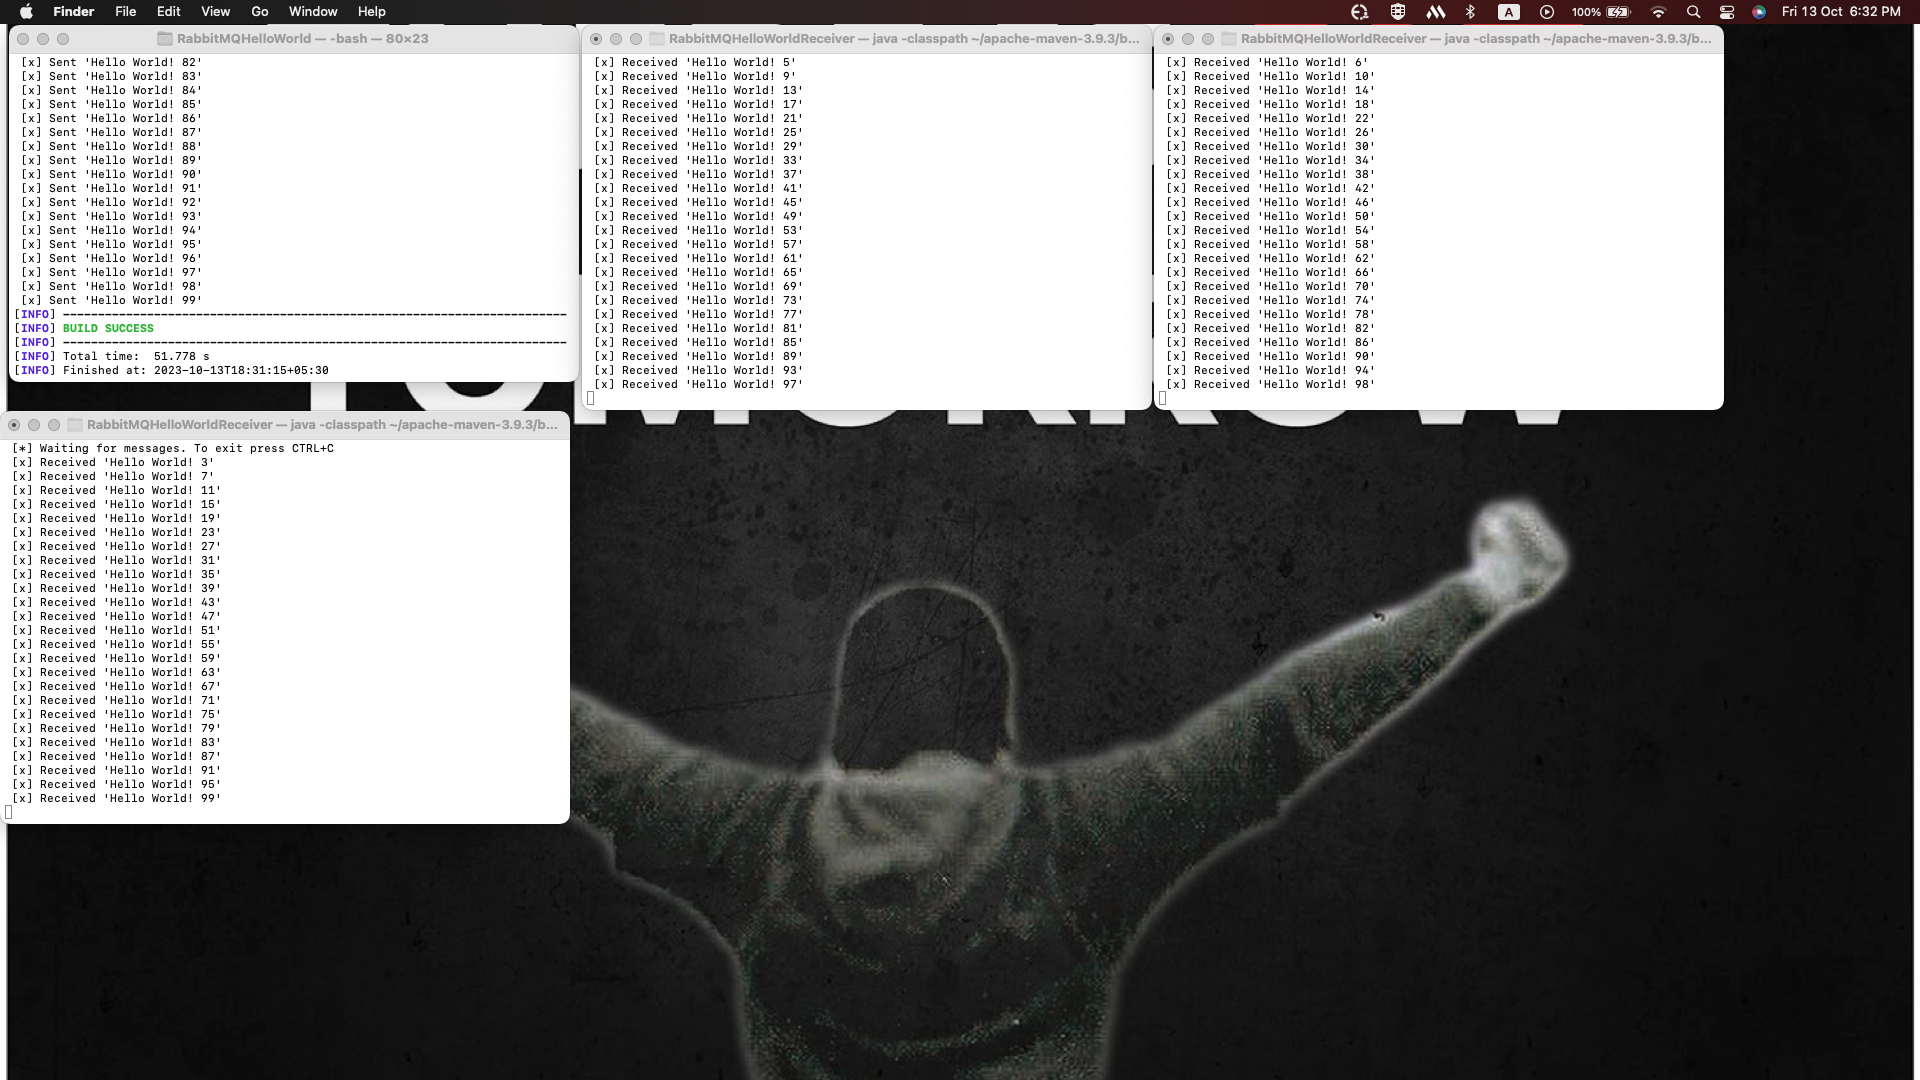 Finder File Edit View Go Window Help
A 100% Fri 13 Oct 6:32 PM
RabbitMQHelloWorld — -bash — 80×23
[x] Sent 'Hello World! 82'
[x] Sent 'Hello World! 83'
[x] Sent 'Hello World! 84'
[x] Sent 'Hello World! 85'
[x] Sent 'Hello World! 86'
[x] Sent 'Hello World! 87'
[x] Sent 'Hello World! 88'
[x] Sent 'Hello World! 89'
[x] Sent 'Hello World! 90'
[x] Sent 'Hello World! 91'
[x] Sent 'Hello World! 92'
[x] Sent 'Hello World! 93'
[x] Sent 'Hello World! 94'
[x] Sent 'Hello World! 95'
[x] Sent 'Hello World! 96'
[x] Sent 'Hello World! 97'
[x] Sent 'Hello World! 98'
[x] Sent 'Hello World! 99'
[INFO] ------------------------------------------------------------------------
[INFO] BUILD SUCCESS
[INFO] ------------------------------------------------------------------------
[INFO] Total time:  51.778 s
[INFO] Finished at: 2023-10-13T18:31:15+05:30
RabbitMQHelloWorldReceiver — java -classpath ~/apache-maven-3.9.3/b...
[x] Received 'Hello World! 5'
[x] Received 'Hello World! 9'
[x] Received 'Hello World! 13'
[x] Received 'Hello World! 17'
[x] Received 'Hello World! 21'
[x] Received 'Hello World! 25'
[x] Received 'Hello World! 29'
[x] Received 'Hello World! 33'
[x] Received 'Hello World! 37'
[x] Received 'Hello World! 41'
[x] Received 'Hello World! 45'
[x] Received 'Hello World! 49'
[x] Received 'Hello World! 53'
[x] Received 'Hello World! 57'
[x] Received 'Hello World! 61'
[x] Received 'Hello World! 65'
[x] Received 'Hello World! 69'
[x] Received 'Hello World! 73'
[x] Received 'Hello World! 77'
[x] Received 'Hello World! 81'
[x] Received 'Hello World! 85'
[x] Received 'Hello World! 89'
[x] Received 'Hello World! 93'
[x] Received 'Hello World! 97'
RabbitMQHelloWorldReceiver — java -classpath ~/apache-maven-3.9.3/b...
[x] Received 'Hello World! 6'
[x] Received 'Hello World! 10'
[x] Received 'Hello World! 14'
[x] Received 'Hello World! 18'
[x] Received 'Hello World! 22'
[x] Received 'Hello World! 26'
[x] Received 'Hello World! 30'
[x] Received 'Hello World! 34'
[x] Received 'Hello World! 38'
[x] Received 'Hello World! 42'
[x] Received 'Hello World! 46'
[x] Received 'Hello World! 50'
[x] Received 'Hello World! 54'
[x] Received 'Hello World! 58'
[x] Received 'Hello World! 62'
[x] Received 'Hello World! 66'
[x] Received 'Hello World! 70'
[x] Received 'Hello World! 74'
[x] Received 'Hello World! 78'
[x] Received 'Hello World! 82'
[x] Received 'Hello World! 86'
[x] Received 'Hello World! 90'
[x] Received 'Hello World! 94'
[x] Received 'Hello World! 98'
RabbitMQHelloWorldReceiver — java -classpath ~/apache-maven-3.9.3/b...
[*] Waiting for messages. To exit press CTRL+C
[x] Received 'Hello World! 3'
[x] Received 'Hello World! 7'
[x] Received 'Hello World! 11'
[x] Received 'Hello World! 15'
[x] Received 'Hello World! 19'
[x] Received 'Hello World! 23'
[x] Received 'Hello World! 27'
[x] Received 'Hello World! 31'
[x] Received 'Hello World! 35'
[x] Received 'Hello World! 39'
[x] Received 'Hello World! 43'
[x] Received 'Hello World! 47'
[x] Received 'Hello World! 51'
[x] Received 'Hello World! 55'
[x] Received 'Hello World! 59'
[x] Received 'Hello World! 63'
[x] Received 'Hello World! 67'
[x] Received 'Hello World! 71'
[x] Received 'Hello World! 75'
[x] Received 'Hello World! 79'
[x] Received 'Hello World! 83'
[x] Received 'Hello World! 87'
[x] Received 'Hello World! 91'
[x] Received 'Hello World! 95'
[x] Received 'Hello World! 99'